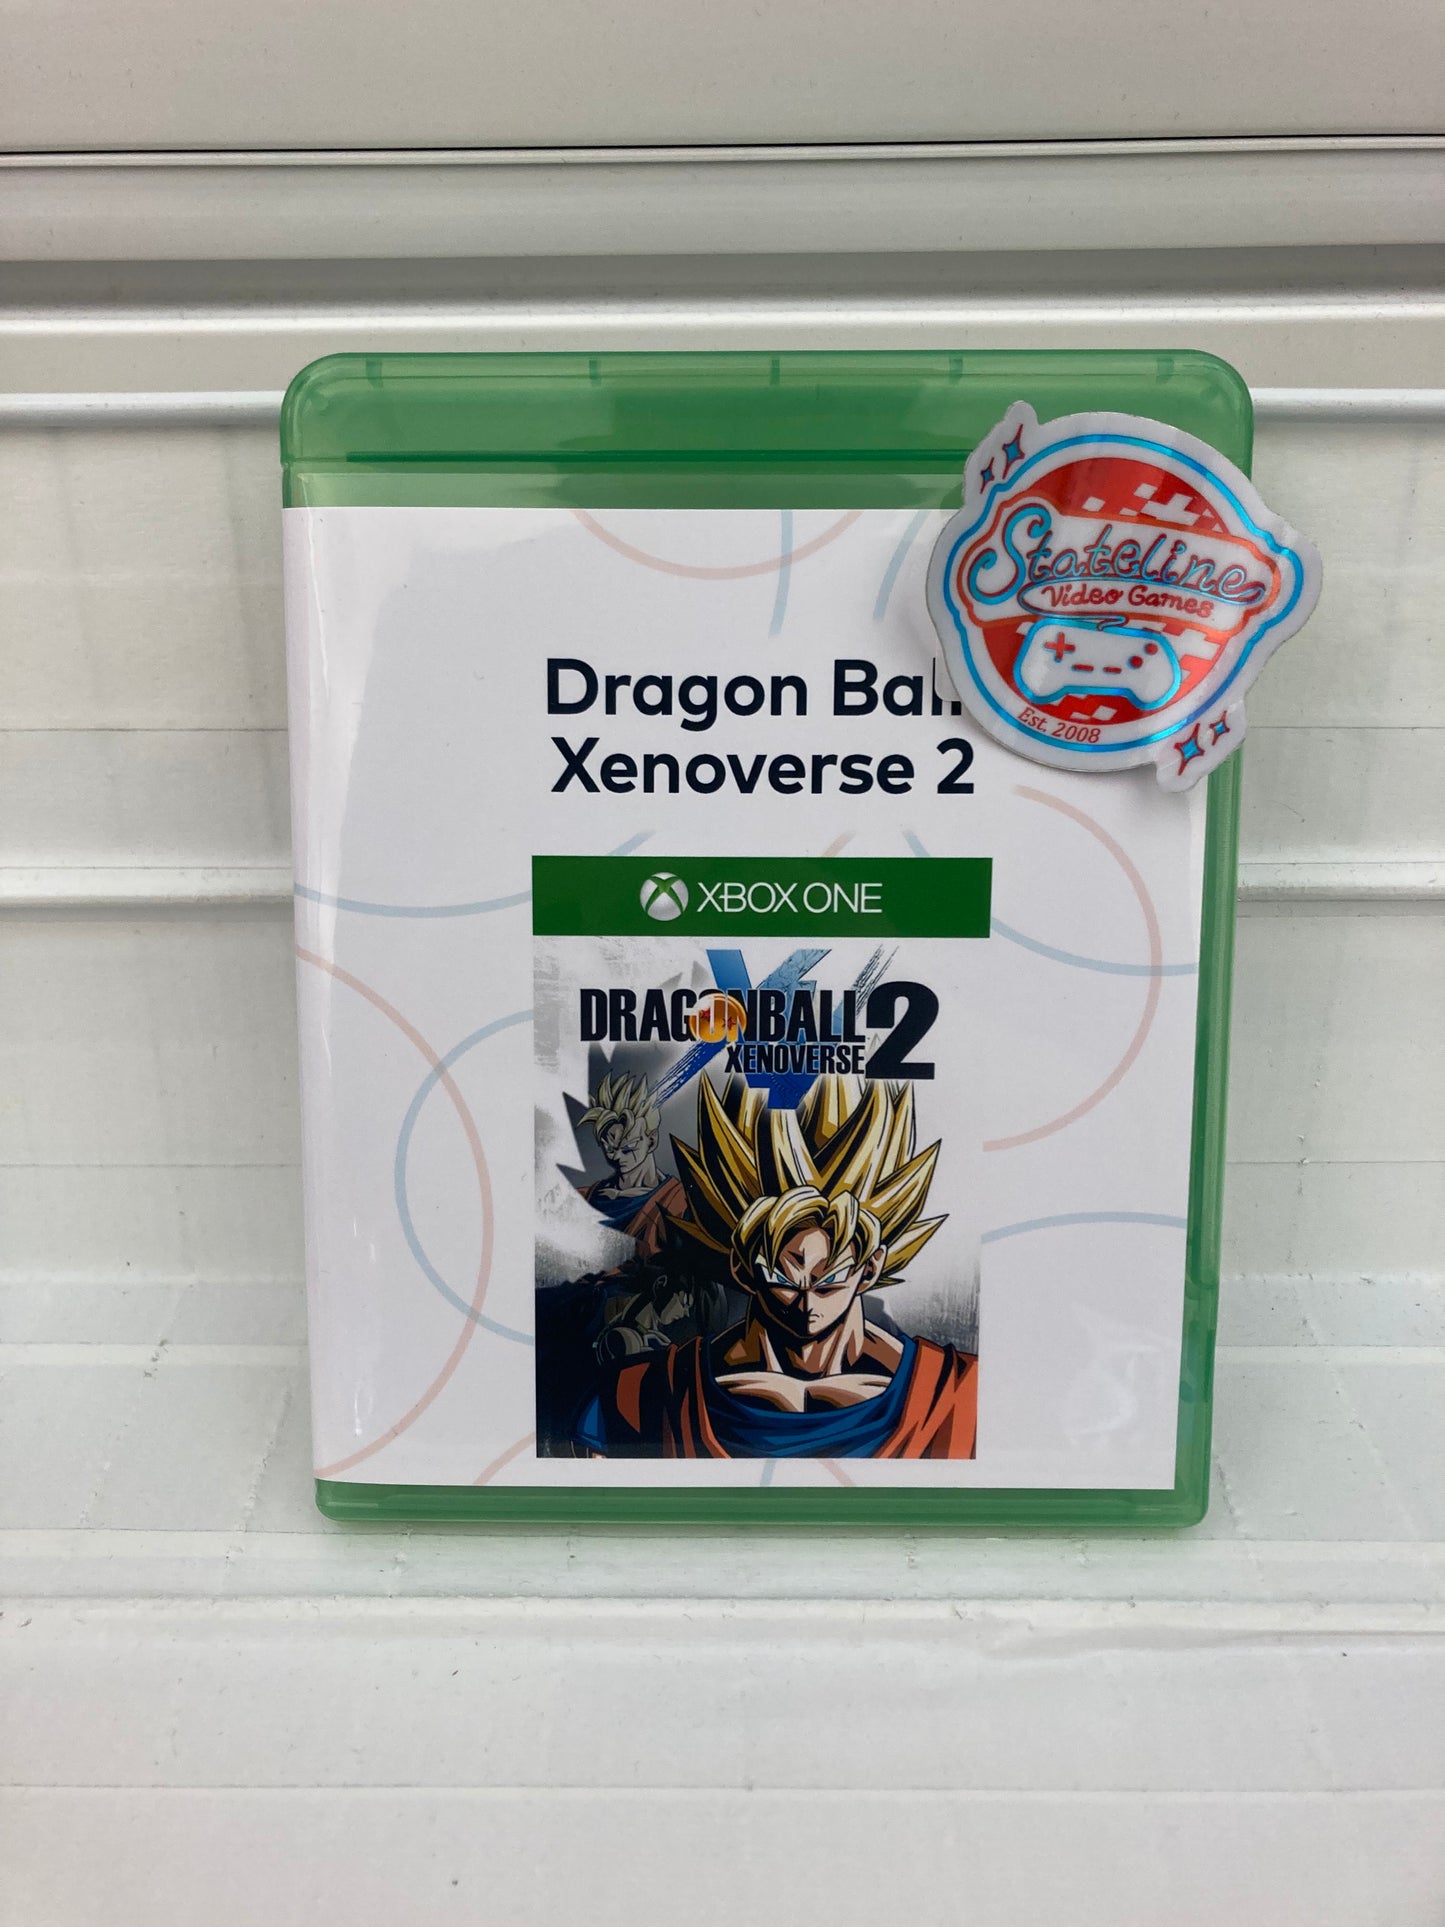 Stateline
Video Games
Est. 2008
Dragon Ball
Xenoverse 2
XBOX ONE
DRAGONBALL
XENOVERSE 2